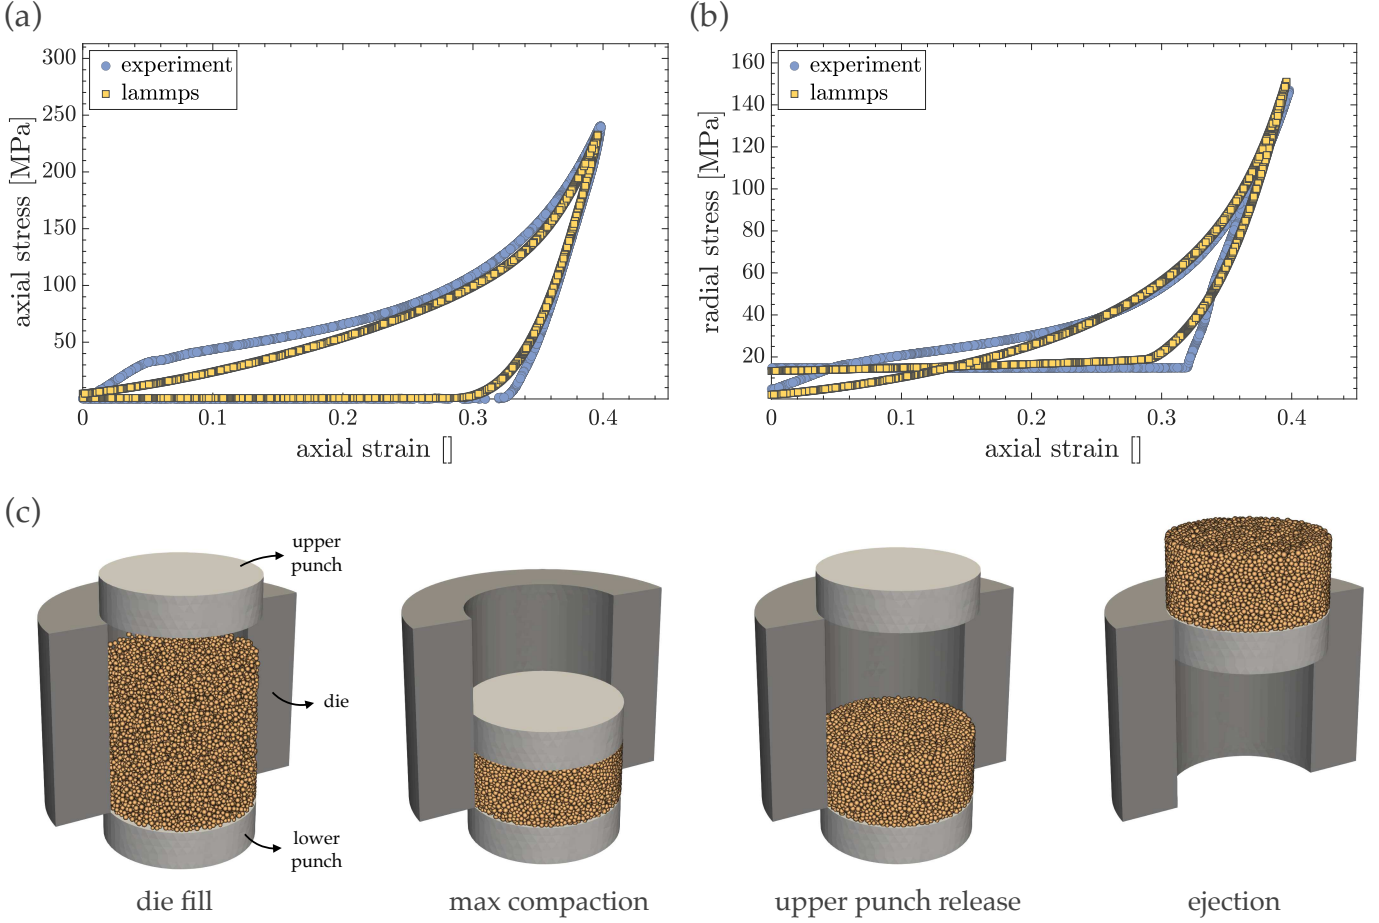 (a)
300
250
200
150
100
50
0
0
0.1
0.2
0.3
0.4
axial stress [MPa]
axial strain []
experiment
lammps
(b)
160
140
120
100
80
60
40
20
0
0.1
0.2
0.3
0.4
radial stress [MPa]
axial strain []
experiment
lammps
(c)
upper
punch
die
lower
punch
die fill
max compaction
upper punch release
ejection